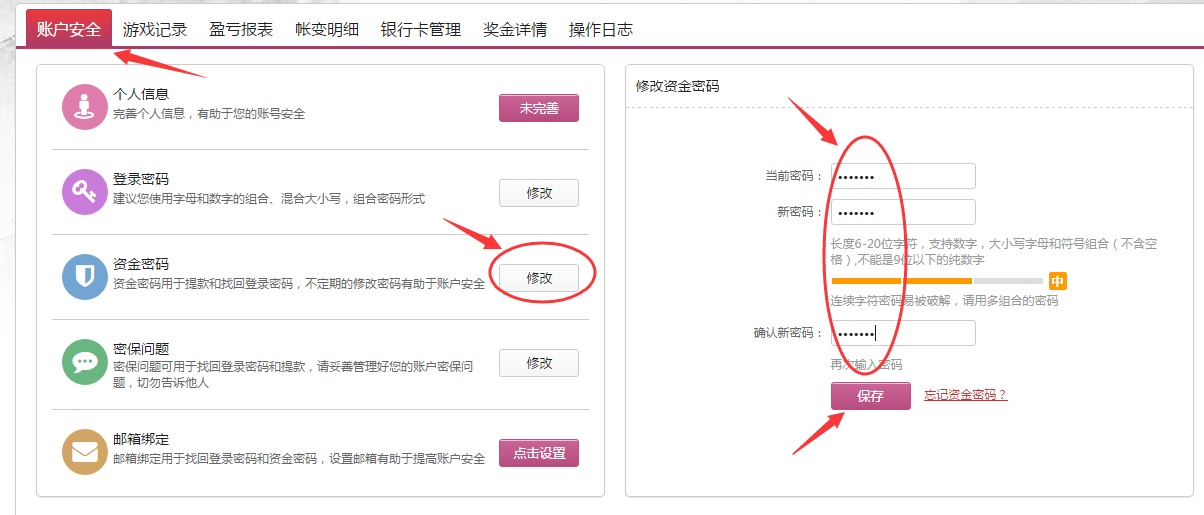 账户安全 游戏记录 盈亏报表 帐变明细 银行卡管理 奖金详情 操作日志
个人信息
完善个人信息，有助于您的账号安全
未完善
登录密码
建议您使用字母和数字的组合、混合大小写，组合密码形式
修改
资金密码
资金密码用于提款和找回登录密码，不定期的修改密码有助于账户安全
修改
密保问题
密保问题可用于找回登录密码和提款，请妥善管理好您的账户密保问
题，切勿告诉他人
修改
邮箱绑定
邮箱绑定用于找回登录密码和资金密码，设置邮箱有助于提高账户安全
点击设置
修改资金密码
当前密码： •••••••
新密码： •••••••
长度6-20位字符，支持数字，大小写字母和符号组合（不含空
格）,不能是9位以下的纯数字
中
连续字符密码易被破解，请用多组合的密码
确认新密码： •••••••
再次输入密码
保存 忘记资金密码？